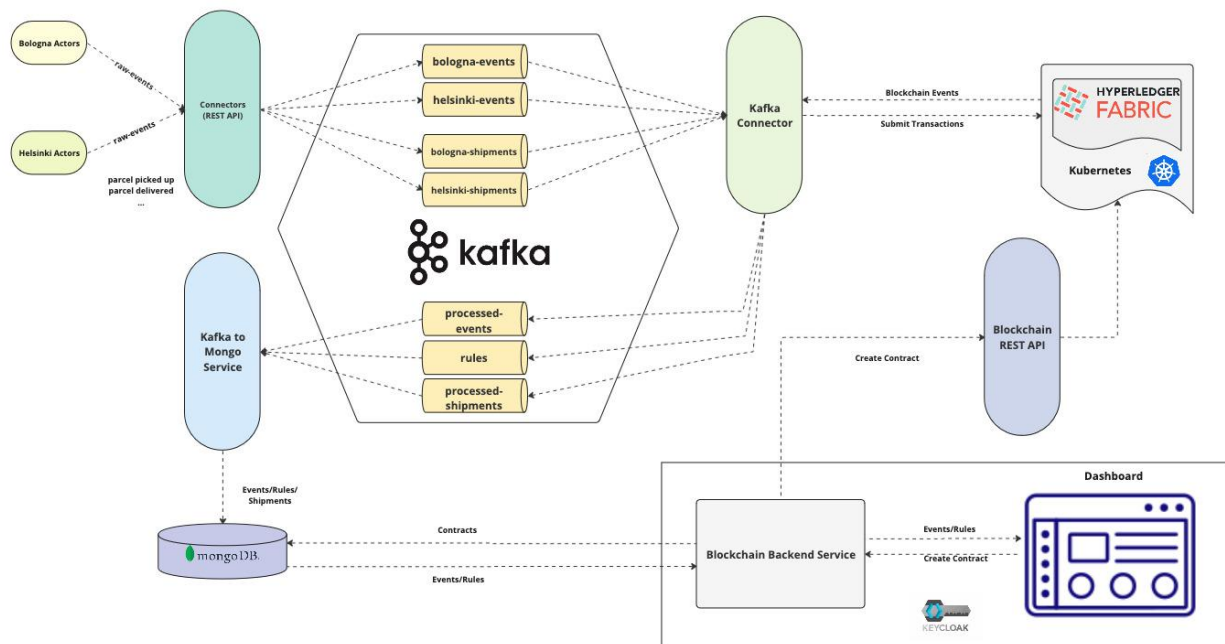 Bologna Actors
raw-events
Helsinki Actors
raw-events
parcel picked up
parcel delivered
...
Connectors
(REST API)
bologna-events
helsinki-events
bologna-shipments
helsinki-shipments
kafka
Kafka
Connector
Blockchain Events
Submit Transactions
HYPERLEDGER
FABRIC
Kubernetes
Kafka to
Mongo
Service
processed-
events
rules
processed-
shipments
Blockchain
REST API
Create Contract
Events/Rules/
Shipments
mongoDB.
Contracts
Events/Rules
Dashboard
Blockchain Backend Service
Events/Rules
Create Contract
KEYCLOAK